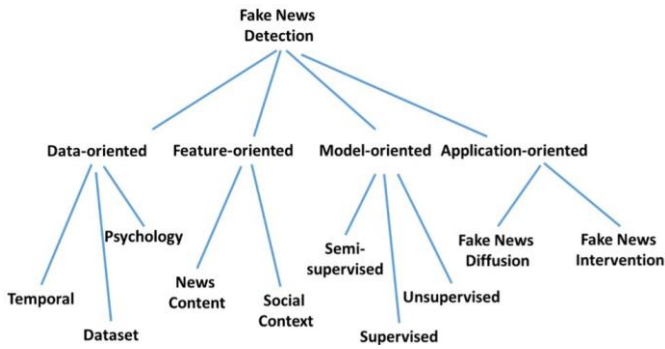 Fake News
Detection
Data-oriented
Feature-oriented
Model-oriented
Application-oriented
Psychology
Temporal
Dataset
News
Content
Social
Context
Semi-
supervised
Unsupervised
Supervised
Fake News
Diffusion
Fake News
Intervention